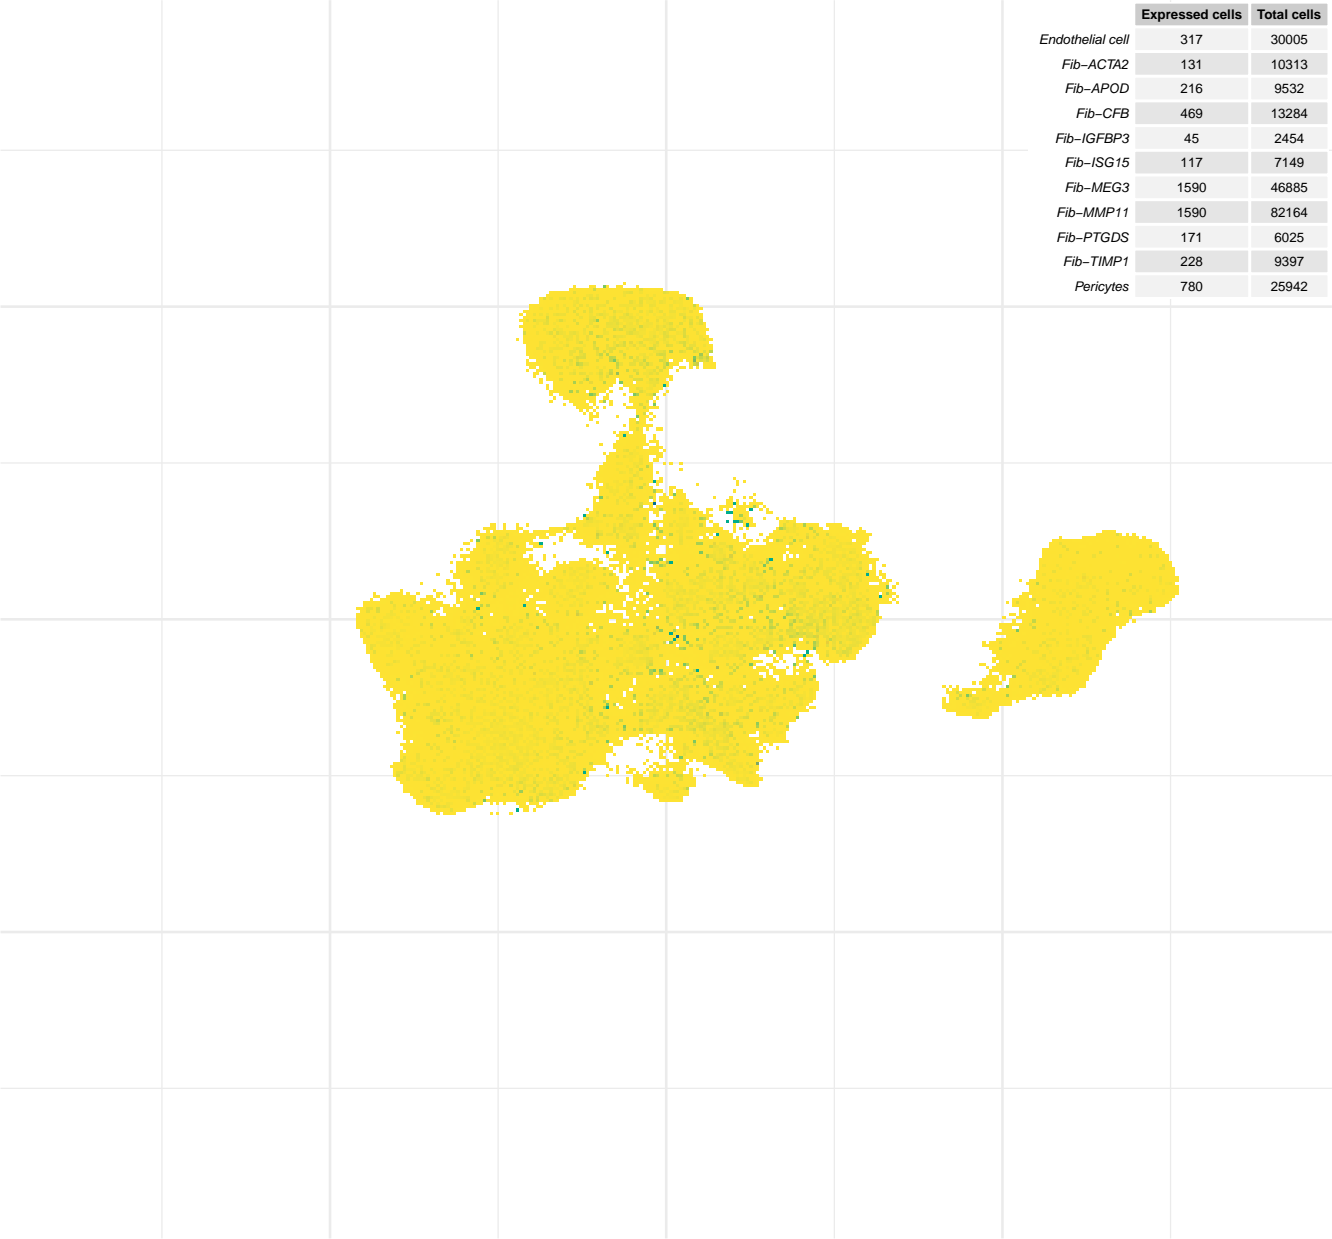 Expressed cells Total cells
Endothelial cell 317 30005
Fib−ACTA2 131 10313
Fib−APOD 216 9532
Fib−CFB 469 13284
Fib−IGFBP3 45 2454
Fib−ISG15 117 7149
Fib−MEG3 1590 46885
Fib−MMP11 1590 82164
Fib−PTGDS 171 6025
Fib−TIMP1 228 9397
Pericytes 780 25942